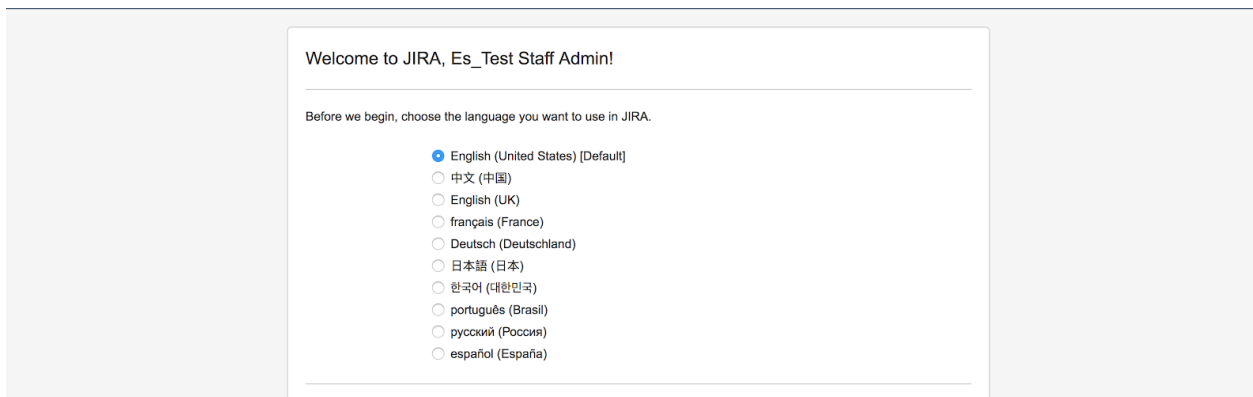 Welcome to JIRA, Es_Test Staff Admin!
Before we begin, choose the language you want to use in JIRA.
English (United States) [Default]
中文 (中国)
English (UK)
français (France)
Deutsch (Deutschland)
日本語 (日本)
한국어 (대한민국)
português (Brasil)
русский (Россия)
español (España)